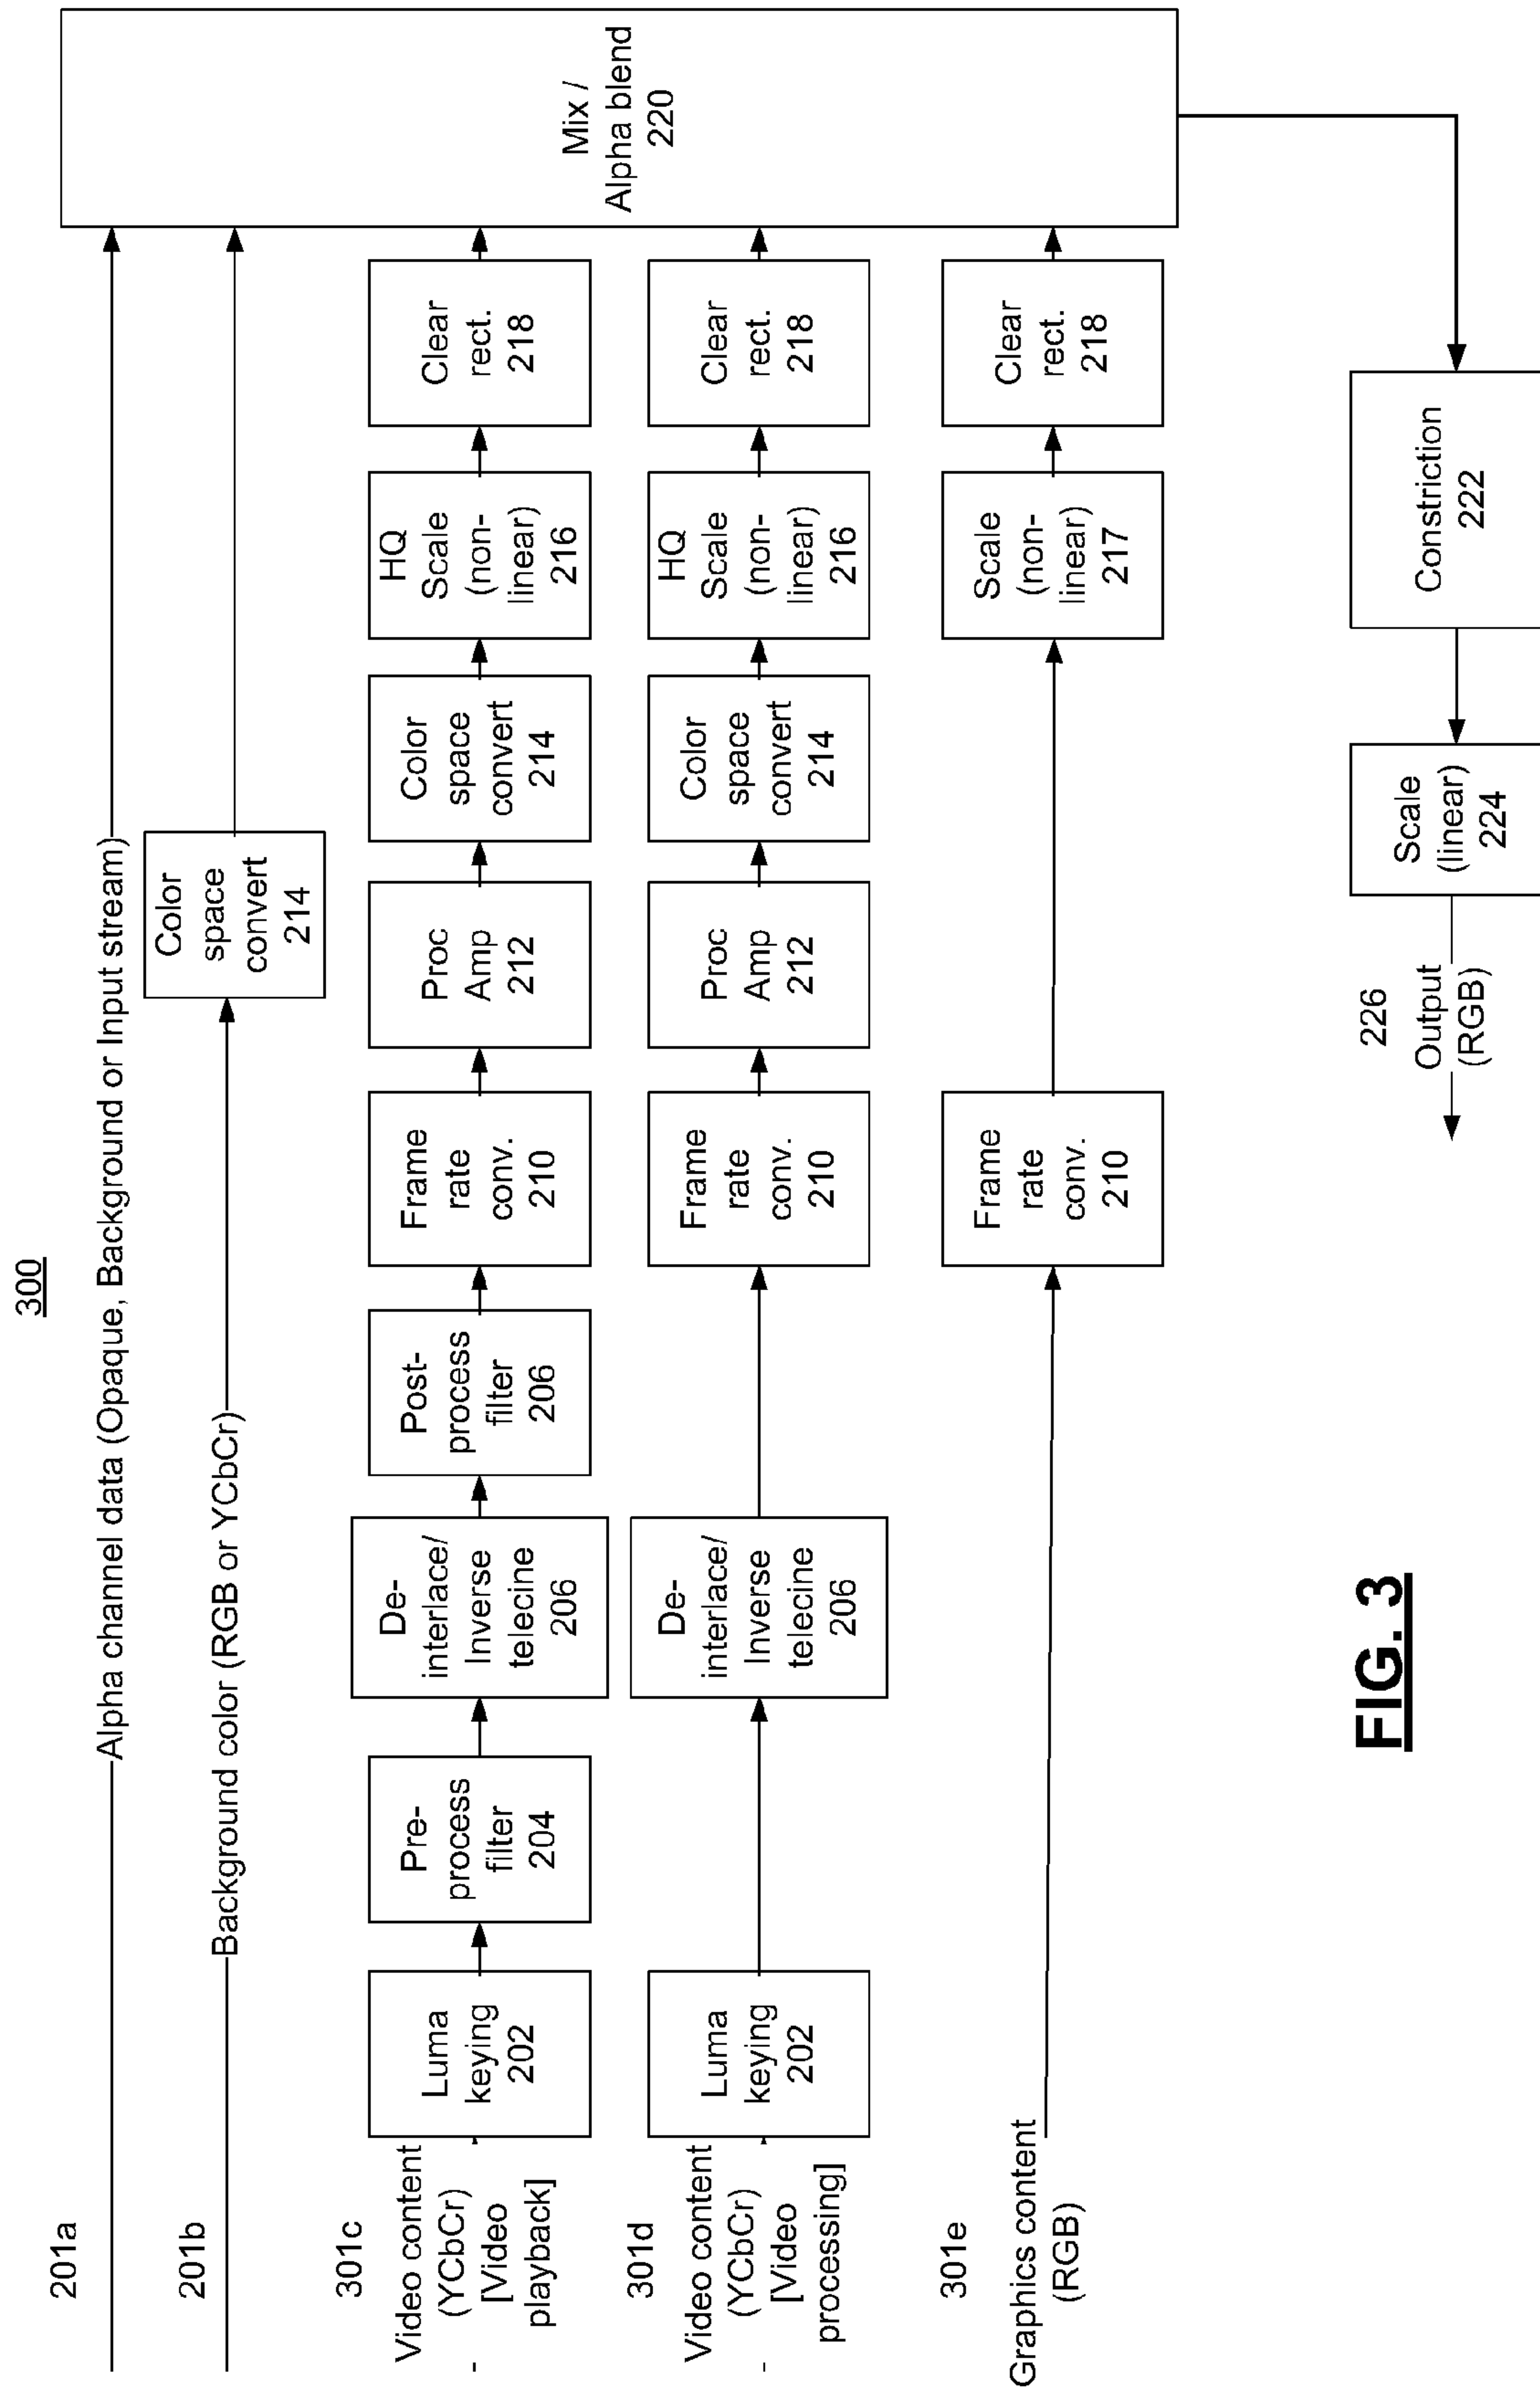 300
201a
Alpha channel data (Opaque, Background or Input stream)
201b
Background color (RGB or YCbCr)
Color
space
convert
214
301c
Video content
(YCbCr)
[Video
playback]
Luma
keying
202
Pre-
process
filter
204
De-
interlace/
Inverse
telecine
206
Post-
process
filter
206
Frame
rate
conv.
210
Proc
Amp
212
Color
space
convert
214
HQ
Scale
(non-
linear)
216
Clear
rect.
218
301d
Video content
(YCbCr)
[Video
processing]
Luma
keying
202
De-
interlace/
Inverse
telecine
206
Frame
rate
conv.
210
Proc
Amp
212
Color
space
convert
214
HQ
Scale
(non-
linear)
216
Clear
rect.
218
301e
Graphics content
(RGB)
Frame
rate
conv.
210
Scale
(non-
linear)
217
Clear
rect.
218
Mix /
Alpha blend
220
Constriction
222
Scale
(linear)
224
226
Output
(RGB)
FIG. 3